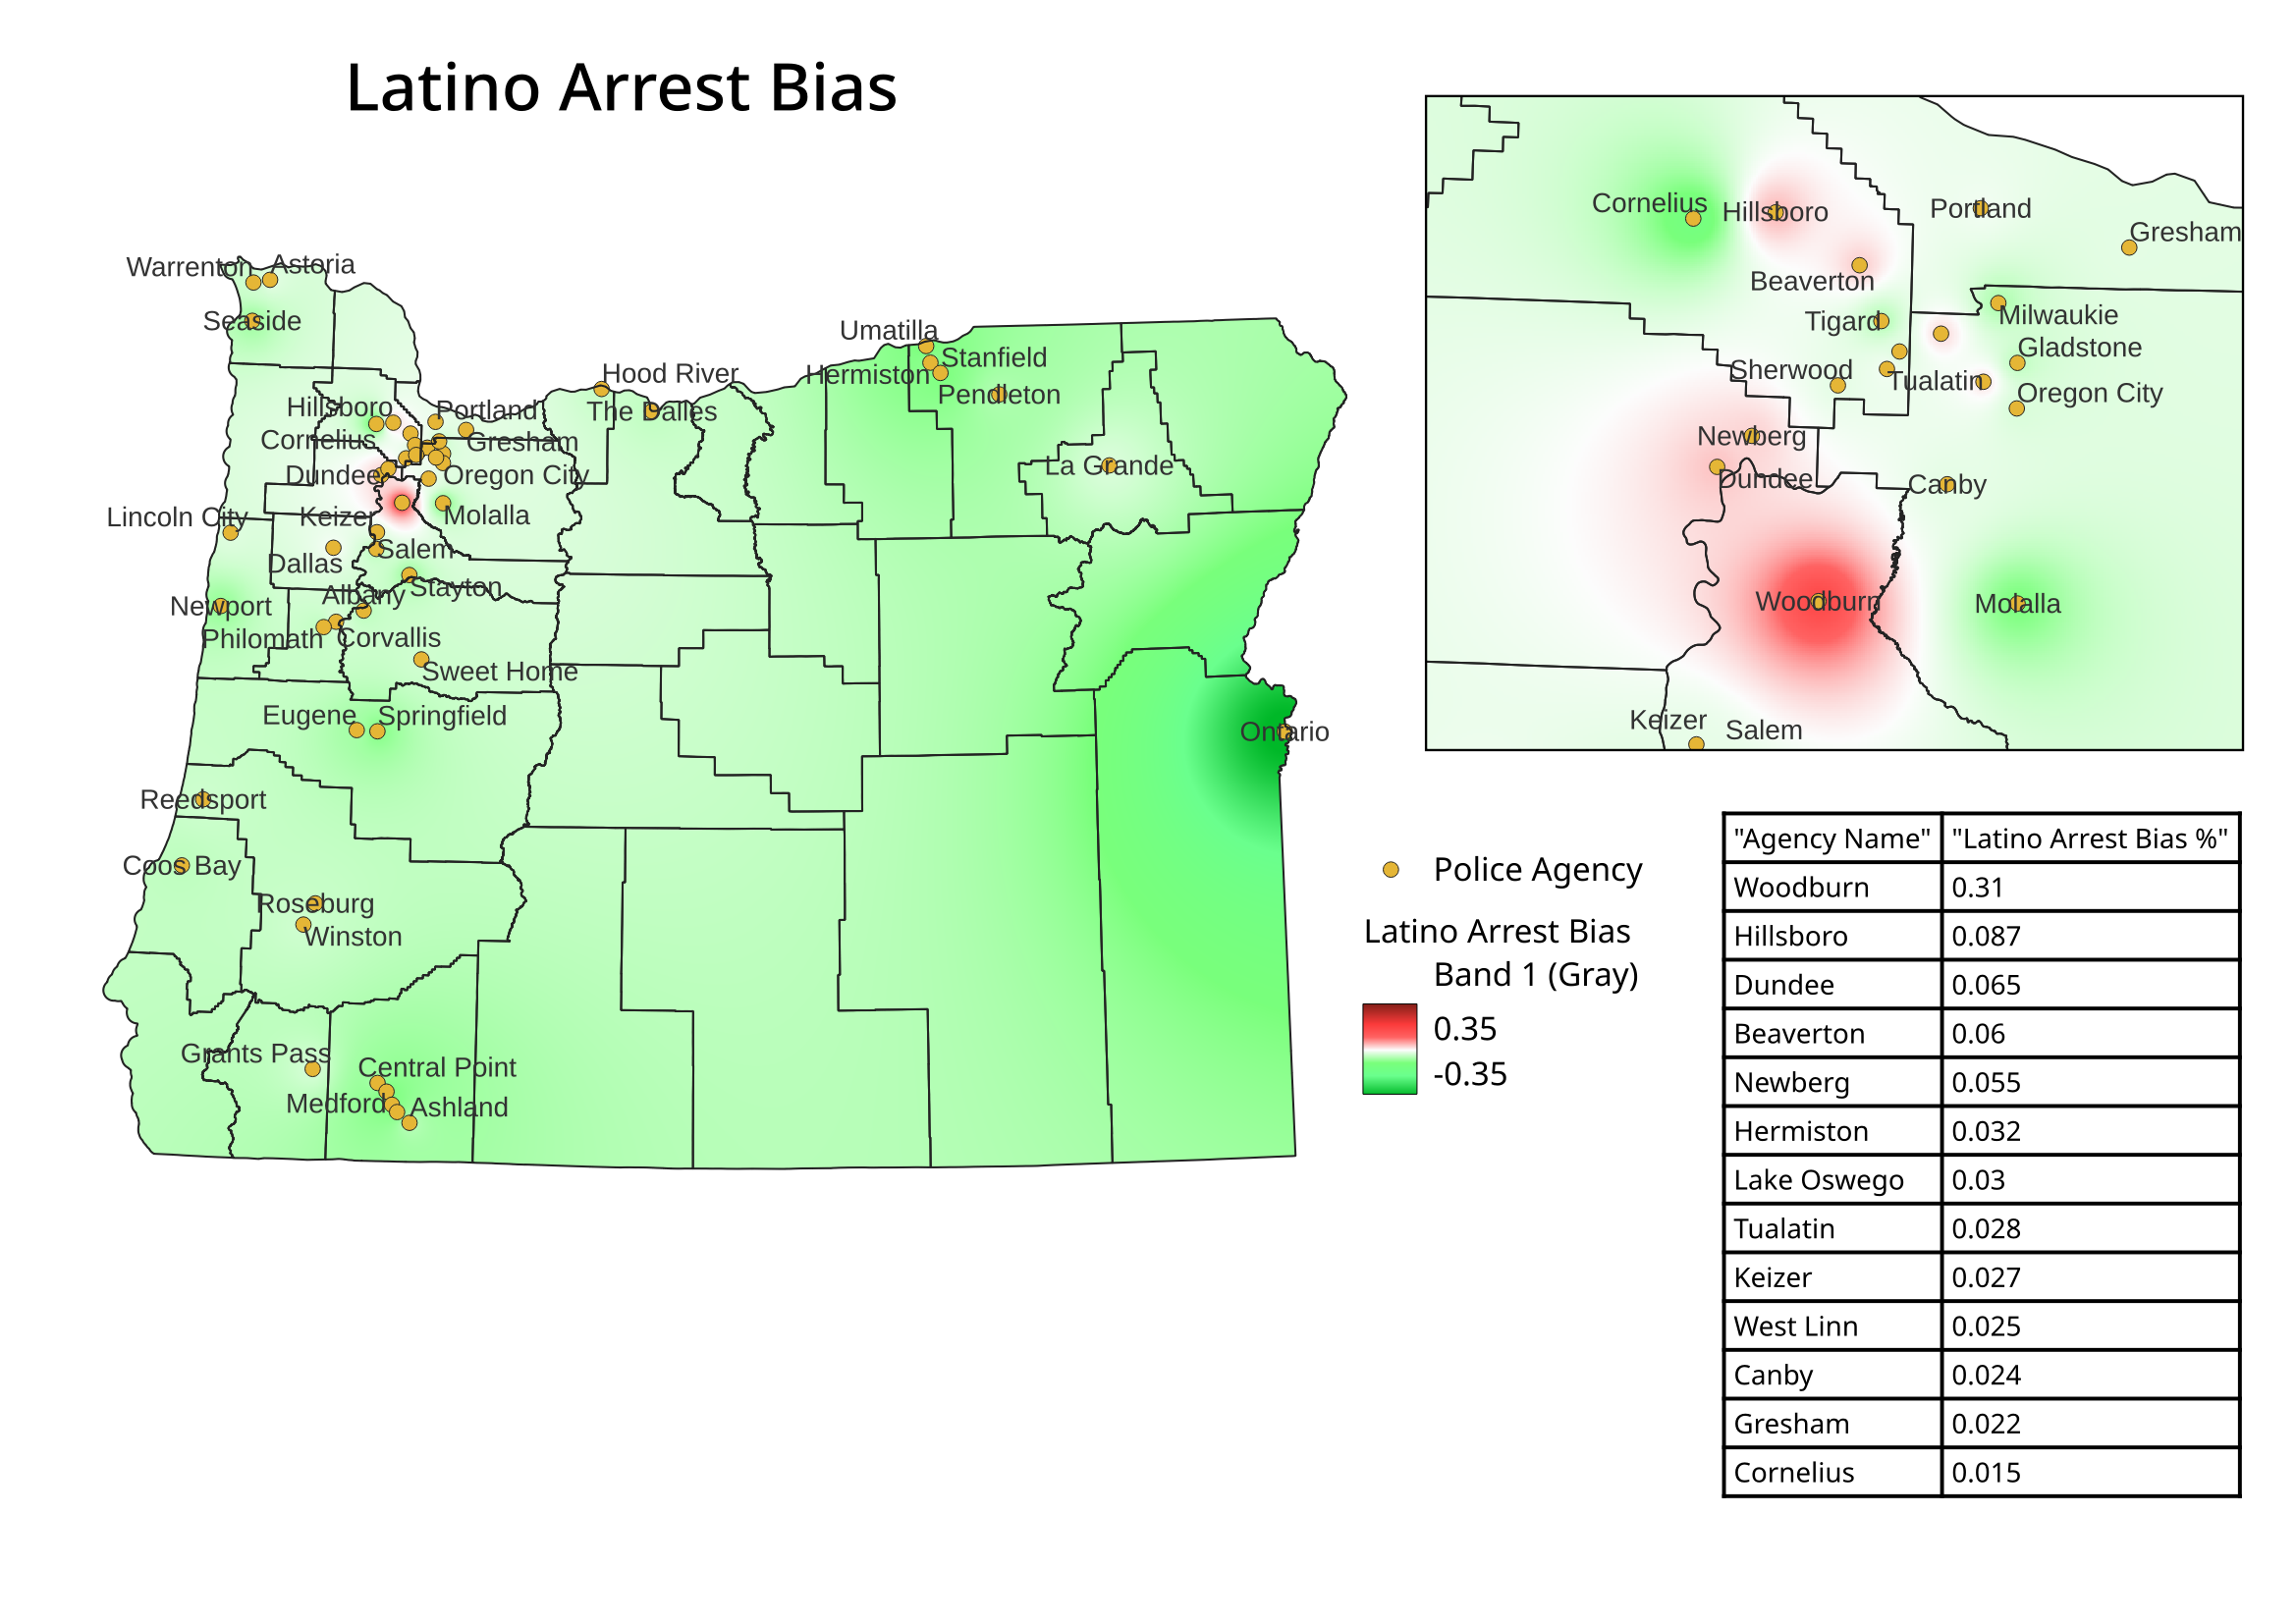 Latino Arrest Bias
Warrenton
Astoria
Seaside
Umatilla
Stanfield
Hermiston
Pendleton
Hood River
The Dalles
Hillsboro
Portland
Cornelius
Gresham
La Grande
Dundee
Oregon City
Lincoln City
Keizer
Molalla
Salem
Dallas
Stayton
Albany
Newport
Philomath
Corvallis
Sweet Home
Eugene
Springfield
Ontario
Reedsport
Coos Bay
Roseburg
Winston
Grants Pass
Central Point
Medford
Ashland
Cornelius
Hillsboro
Portland
Gresham
Beaverton
Tigard
Milwaukie
Gladstone
Sherwood
Tualatin
Oregon City
Newberg
Dundee
Canby
Woodburn
Molalla
Keizer
Salem
Police Agency
Latino Arrest Bias
Band 1 (Gray)
0.35
-0.35
"Agency Name" "Latino Arrest Bias %"
Woodburn 0.31
Hillsboro 0.087
Dundee 0.065
Beaverton 0.06
Newberg 0.055
Hermiston 0.032
Lake Oswego 0.03
Tualatin 0.028
Keizer 0.027
West Linn 0.025
Canby 0.024
Gresham 0.022
Cornelius 0.015